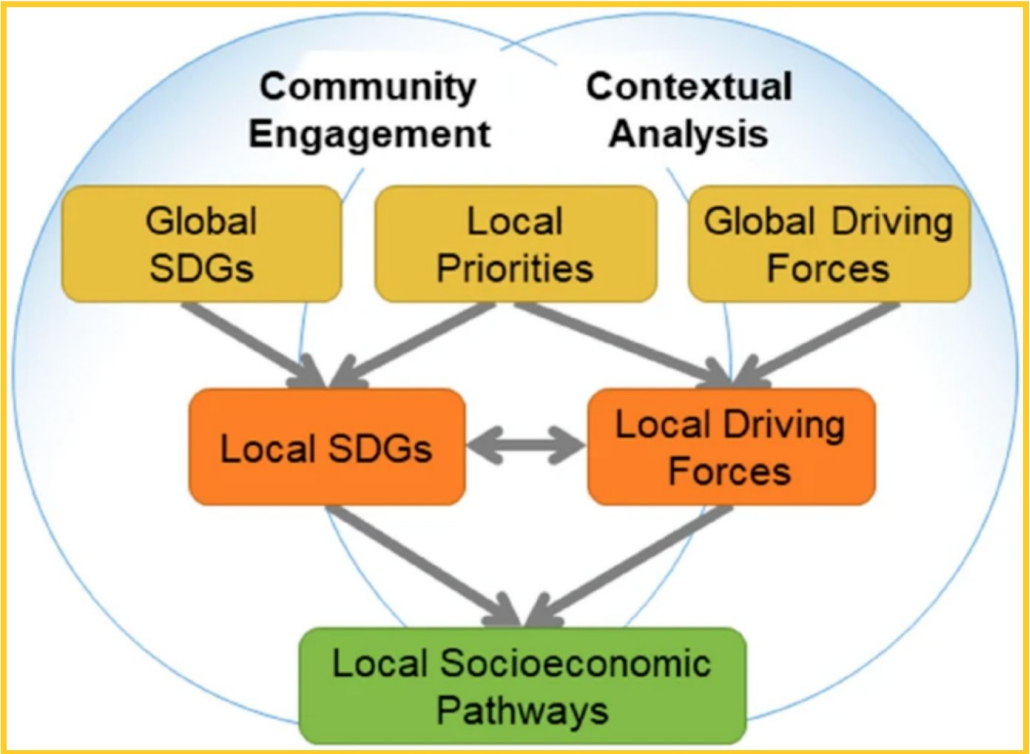 Community
Engagement
Contextual
Analysis
Global
SDGs
Local
Priorities
Global Driving
Forces
Local SDGs
Local Driving
Forces
Local Socioeconomic
Pathways